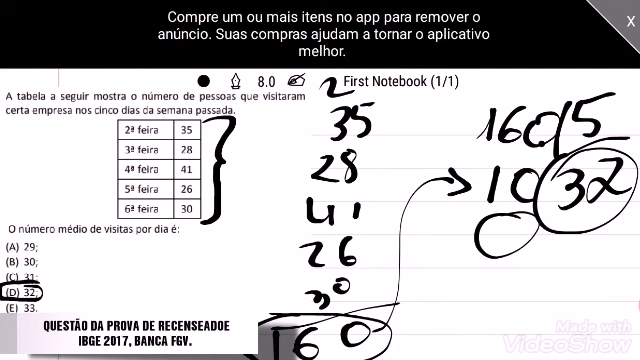 Compre um ou mais itens no app para remover o
anúncio. Suas compras ajudam a tornar o aplicativo
melhor.
X
8.0
First Notebook (1/1)
A tabela a seguir mostra o número de pessoas que visitaram
certa empresa nos cinco dias da semana passada.
2ª feira 35
3ª feira 28
4ª feira 41
5ª feira 26
6ª feira 30
O número médio de visitas por dia é:
(A) 29;
(B) 30;
(C) 31;
(D) 32;
(E) 33.
2
35
28
41
26
30
160
160 5
10 32
0
QUESTÃO DA PROVA DE RECENSEADOE
IBGE 2017, BANCA FGV.
Made with
VideoShow